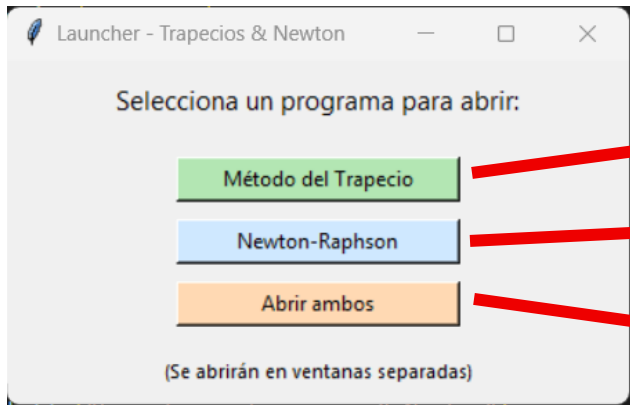 Launcher - Trapecios & Newton
Selecciona un programa para abrir:
Método del Trapecio
Newton-Raphson
Abrir ambos
(Se abrirán en ventanas separadas)